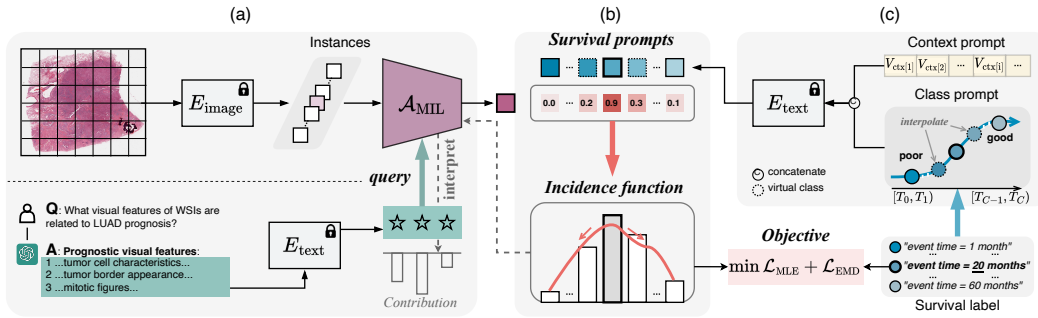 (a)
(b)
(c)
Instances
E_image
A_MIL
query
interpret
Q: What visual features of WSIs are
related to LUAD prognosis?
A: Prognostic visual features:
1 ...tumor cell characteristics...
2 ...tumor border appearance...
3 ...mitotic figures...
E_text
Contribution
Survival prompts
... ...
0.0 ... 0.2 0.9 0.3 ... 0.1
Incidence function
... ...
Objective
min L_MLE + L_EMD
E_text
concatenate
virtual class
Context prompt
V_ctx[1] V_ctx[2] ... V_ctx[i] ...
Class prompt
interpolate
good
poor
[T_0, T_1) [T_{C−1}, T_C)
"event time = 1 month"
...
"event time = 20 months"
...
"event time = 60 months"
Survival label